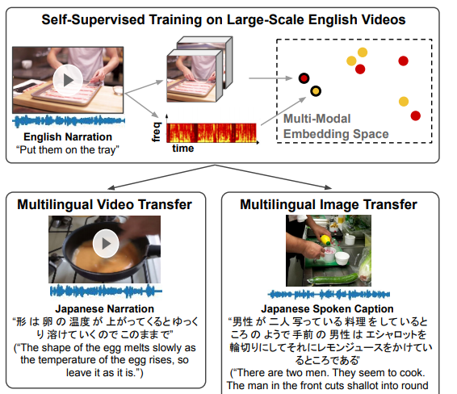 Self-Supervised Training on Large-Scale English Videos
English Narration
"Put them on the tray"
freq
time
Multi-Modal
Embedding Space
Multilingual Video Transfer
Japanese Narration
"形 は 卵 の 温度 が 上がってくるとゆっく
り溶けていくので このままで"
("The shape of the egg melts slowly as
the temperature of the egg rises, so
leave it as it is.")
Multilingual Image Transfer
Japanese Spoken Caption
"男性 が 二人 写っ ている 料理 を しているとこ
ろ の よう で 手前 の 男性 は エシャロットを
輪切りにしてそれにレモンジュースをかけてい
るところである"
("There are two men. They seem to cook.
The man in the front cuts shallot into round